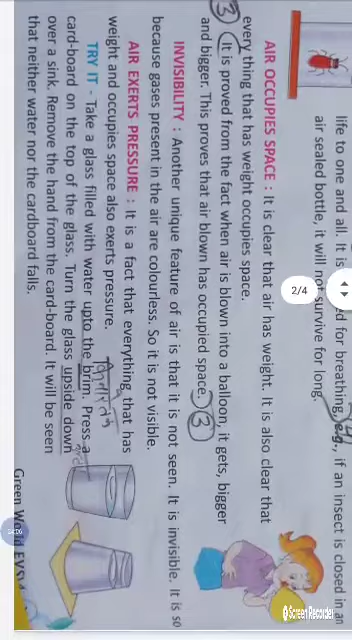 life to one and all. It is for breathing, e.g., if an insect is closed in an
air sealed bottle, it will not survive for long.
AIR OCCUPIES SPACE : It is clear that air has weight. It is also clear that
every thing that has weight occupies space.
3 It is proved from the fact when air is blown into a balloon, it gets, bigger
and bigger. This proves that air blown has occupied space. 3
INVISIBILITY : Another unique feature of air is that it is not seen. It is invisible. It is so
because gases present in the air are colourless. So it is not visible.
AIR EXERTS PRESSURE : It is a fact that everything that has
weight and occupies space also exerts pressure.
TRY IT - Take a glass filled with water upto the brim. Press a
card-board on the top of the glass. Turn the glass upside down
over a sink. Remove the hand from the card-board. It will be seen
that neither water nor the cardboard falls.
Green World EVS
2/4
Screen Recorder